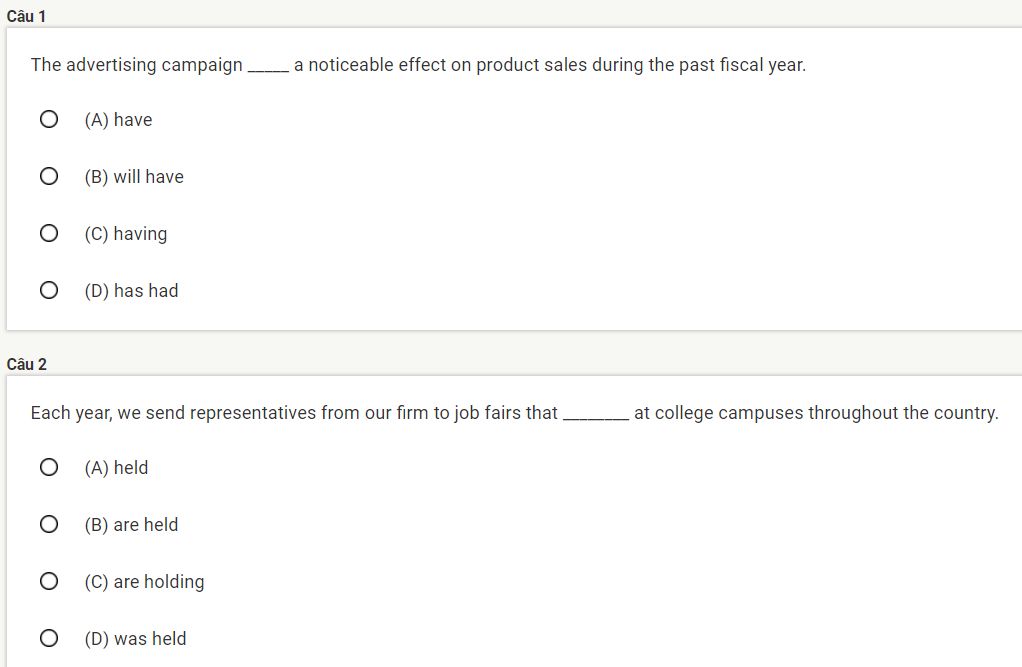 Câu 1
The advertising campaign _____ a noticeable effect on product sales during the past fiscal year.
(A) have
(B) will have
(C) having
(D) has had
Câu 2
Each year, we send representatives from our firm to job fairs that ________ at college campuses throughout the country.
(A) held
(B) are held
(C) are holding
(D) was held